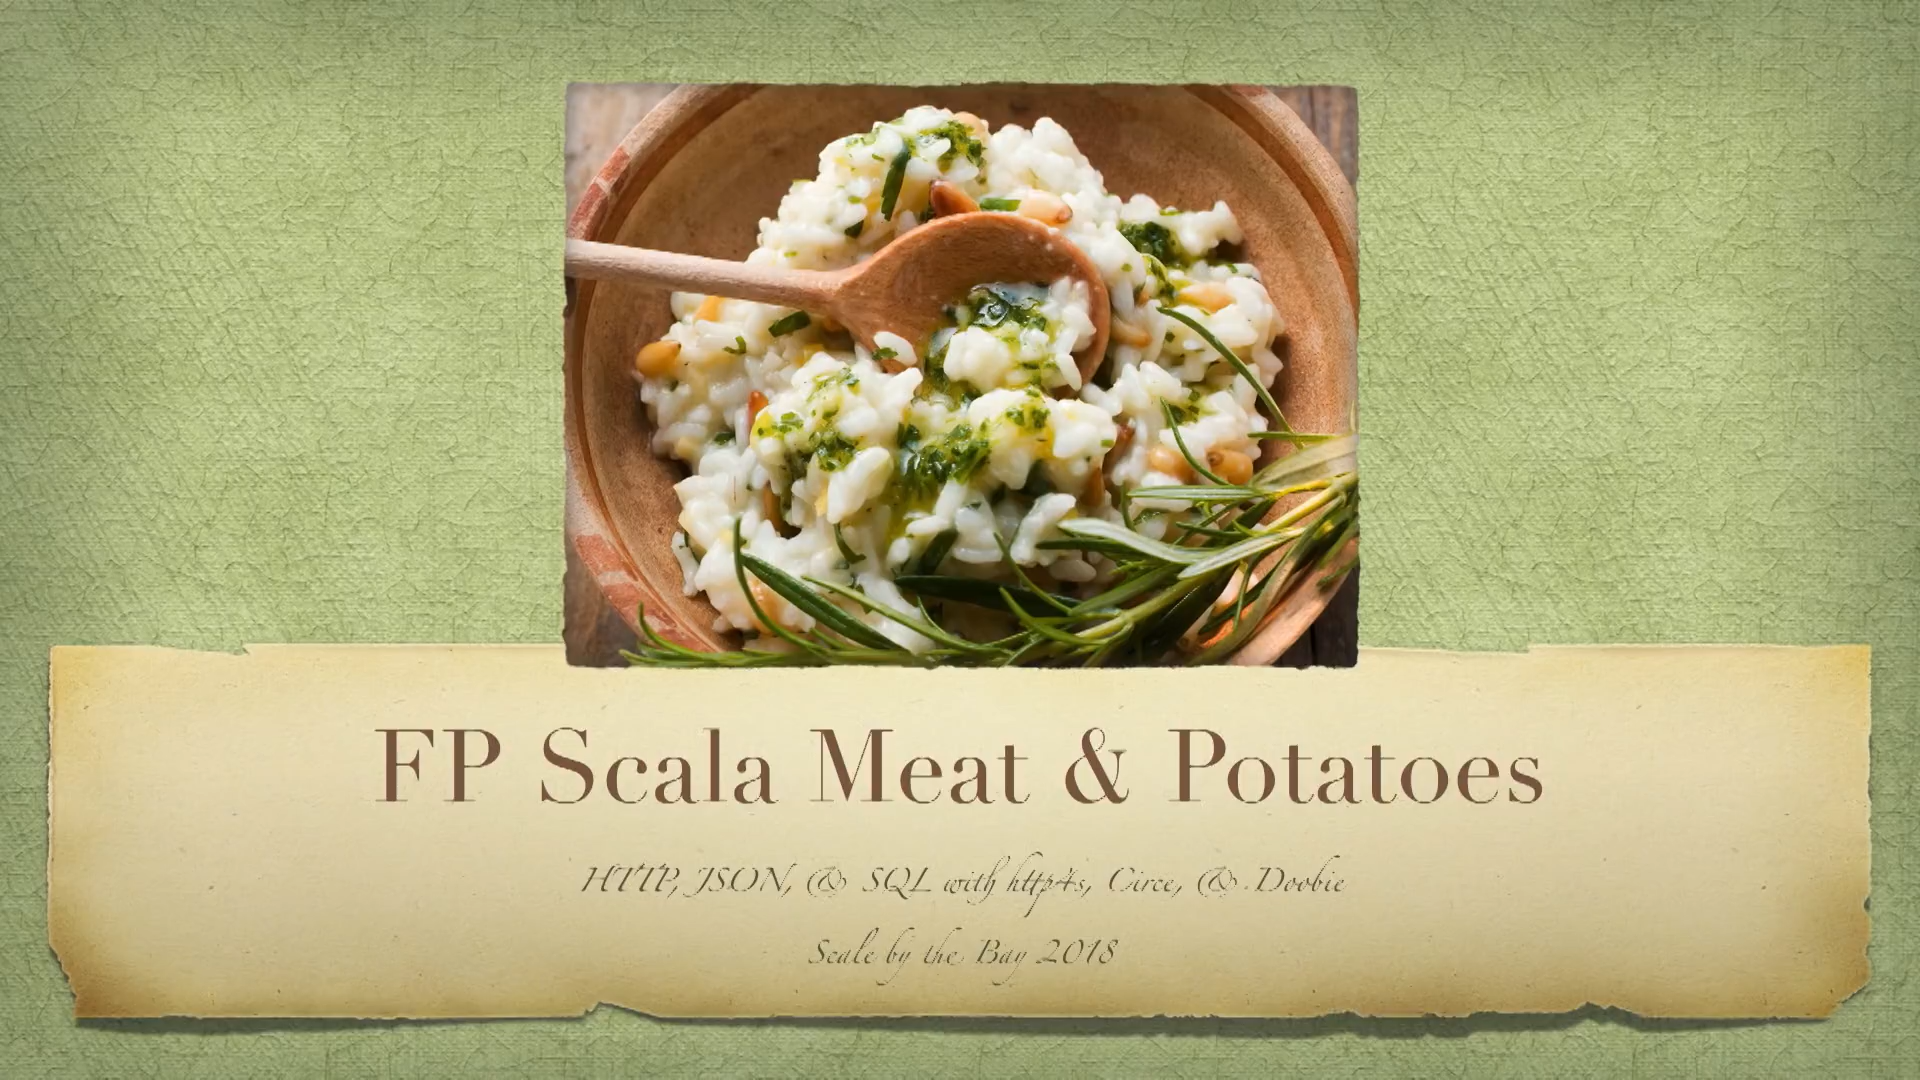 FP Scala Meat & Potatoes
HTTP, JSON, & SQL with http4s, Circe, & Doobie
Scale by the Bay 2018